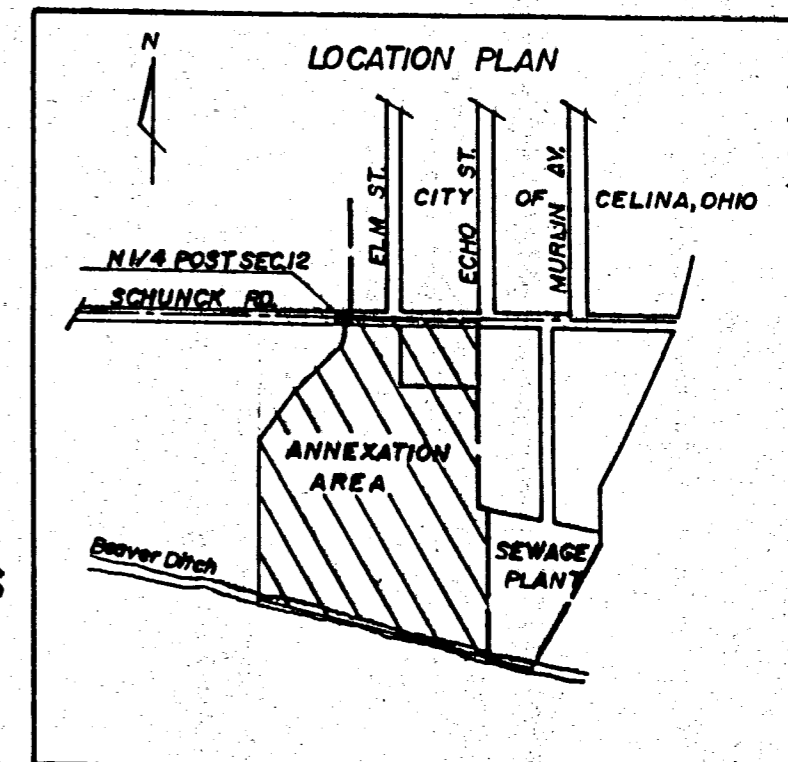 LOCATION PLAN
N
ELM ST.
CITY
ECHO ST.
OF
MURLIN AV.
CELINA, OHIO
N 1/4 POST SEC. 12
SCHUNCK RD.
ANNEXATION
AREA
Beaver Ditch
SEWAGE
PLANT